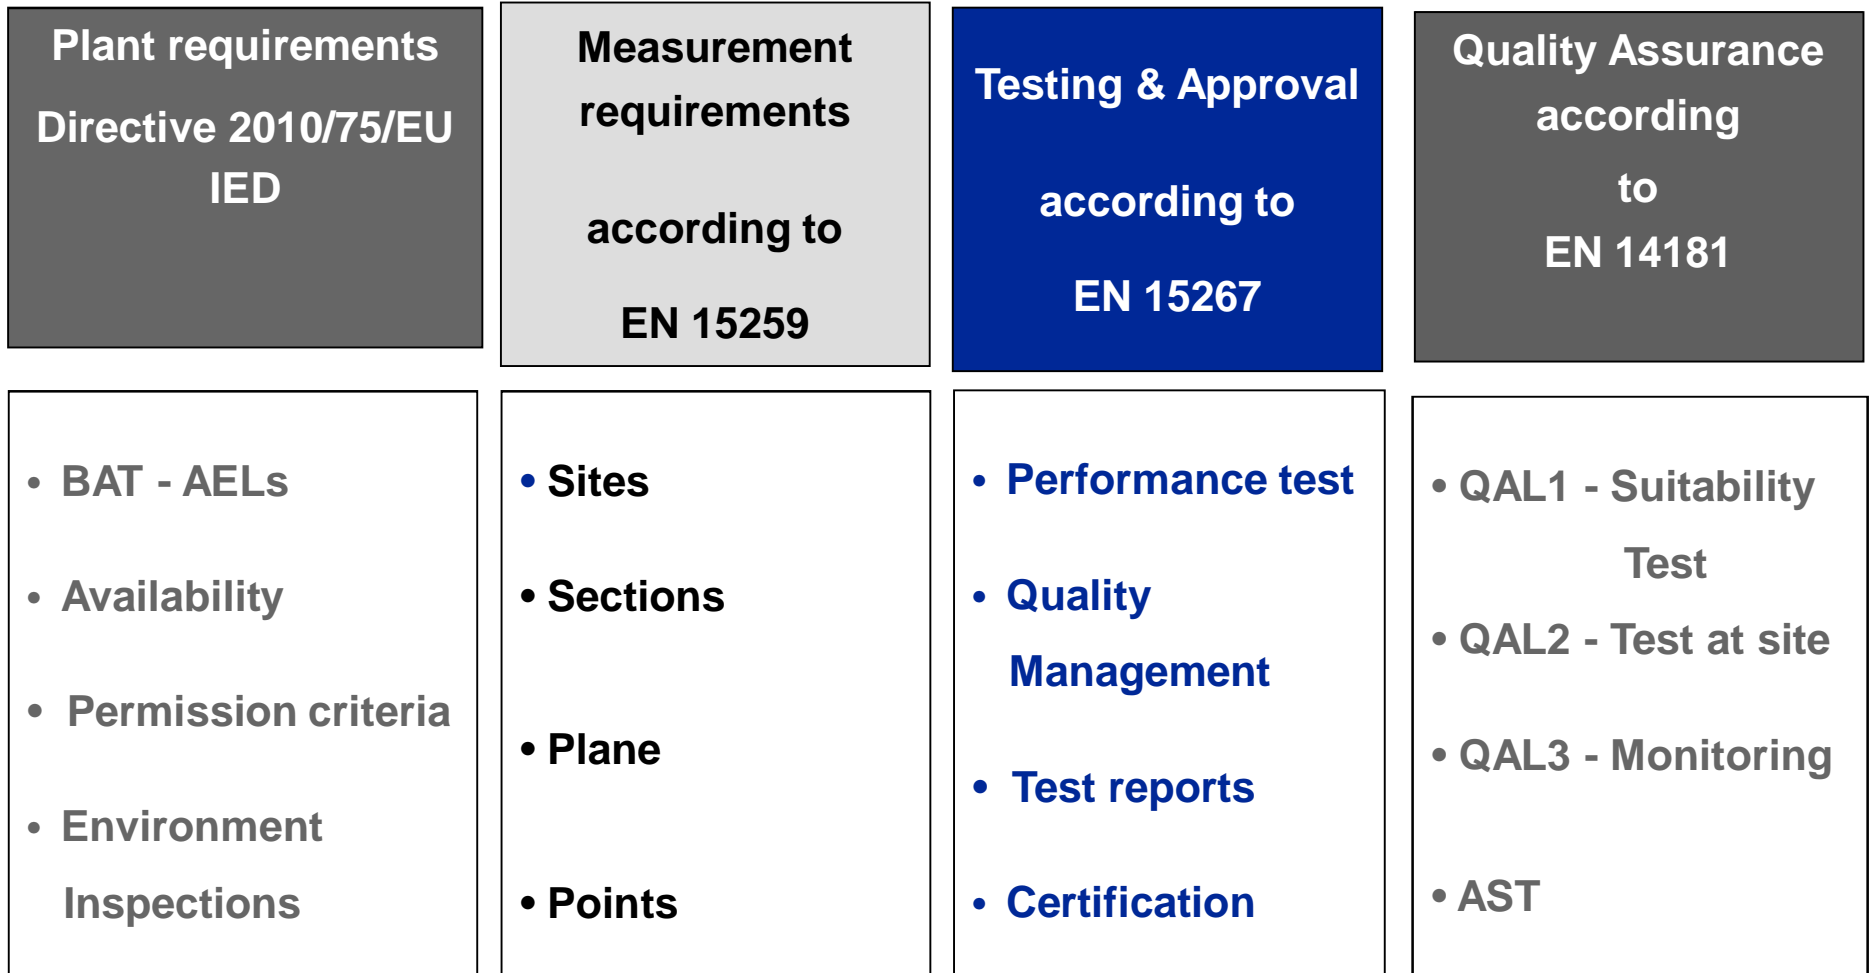 Plant requirements
Directive 2010/75/EU
IED
Measurement
requirements
according to
EN 15259
Testing & Approval
according to
EN 15267
Quality Assurance
according
to
EN 14181
• BAT - AELs
• Availability
• Permission criteria
• Environment
Inspections
• Sites
• Sections
• Plane
• Points
• Performance test
• Quality
Management
• Test reports
• Certification
• QAL1 - Suitability
Test
• QAL2 - Test at site
• QAL3 - Monitoring
• AST